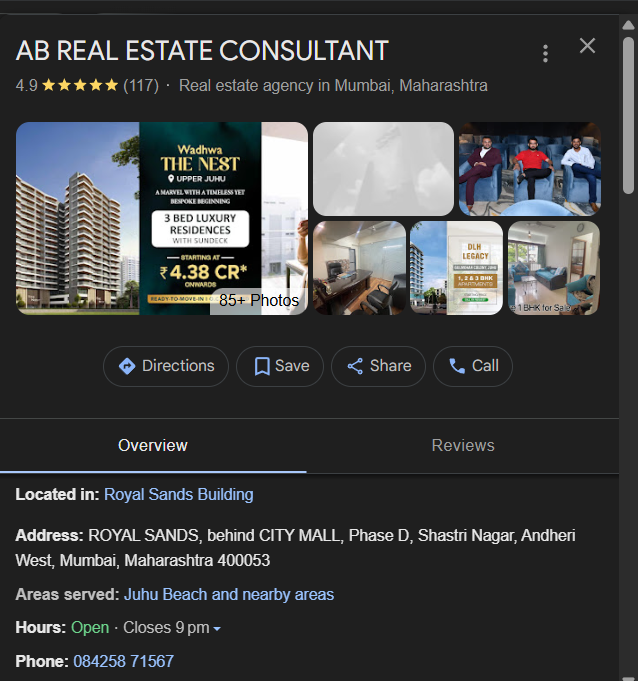 AB REAL ESTATE CONSULTANT
4.9 ★★★★★ (117) · Real estate agency in Mumbai, Maharashtra
Wadhwa
THE NEST
UPPER JUHU
A MARVEL WITH A TIMELESS YET
BESPOKE BEGINNING
3 BED LUXURY
RESIDENCES
WITH SUNDECK
STARTING AT
₹4.38 CR*
ONWARDS
READY-TO-MOVE-IN
85+ Photos
DLH
LEGACY
1, 2 & 3 BHK
APARTMENTS
1 BHK for Sale
Directions
Save
Share
Call
Overview
Reviews
Located in: Royal Sands Building
Address: ROYAL SANDS, behind CITY MALL, Phase D, Shastri Nagar, Andheri
West, Mumbai, Maharashtra 400053
Areas served: Juhu Beach and nearby areas
Hours: Open · Closes 9 pm
Phone: 084258 71567